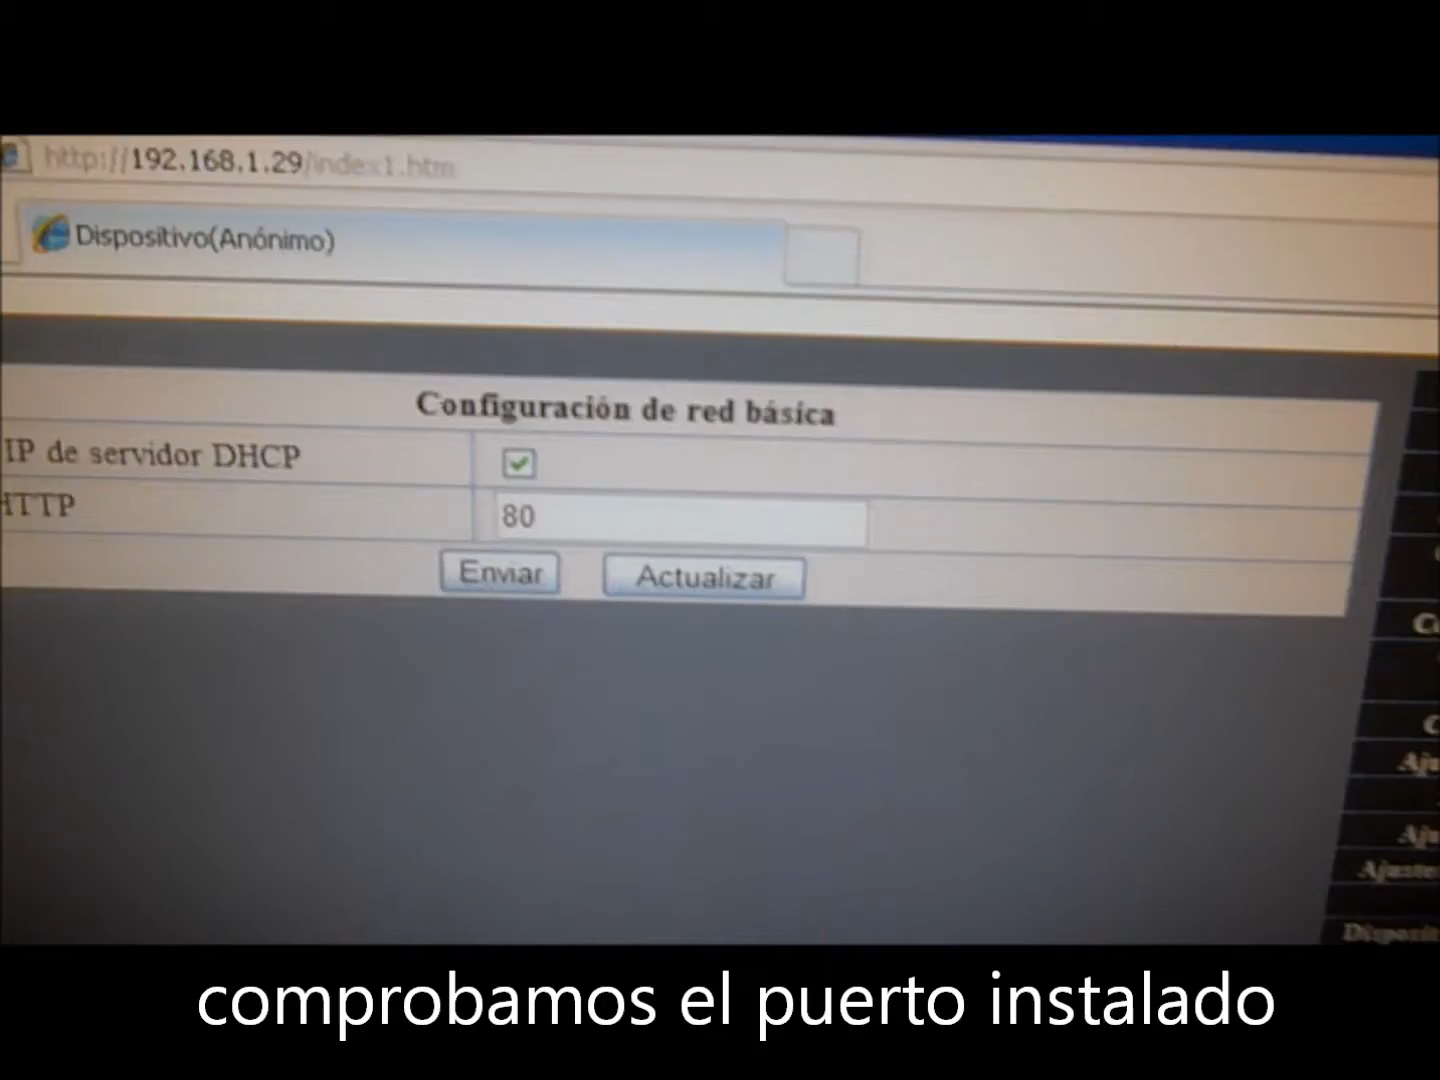 http://192.168.1.29/index1.htm
Dispositivo(Anónimo)
Configuración de red básica
IP de servidor DHCP
HTTP
80
Enviar
Actualizar
comprobamos el puerto instalado